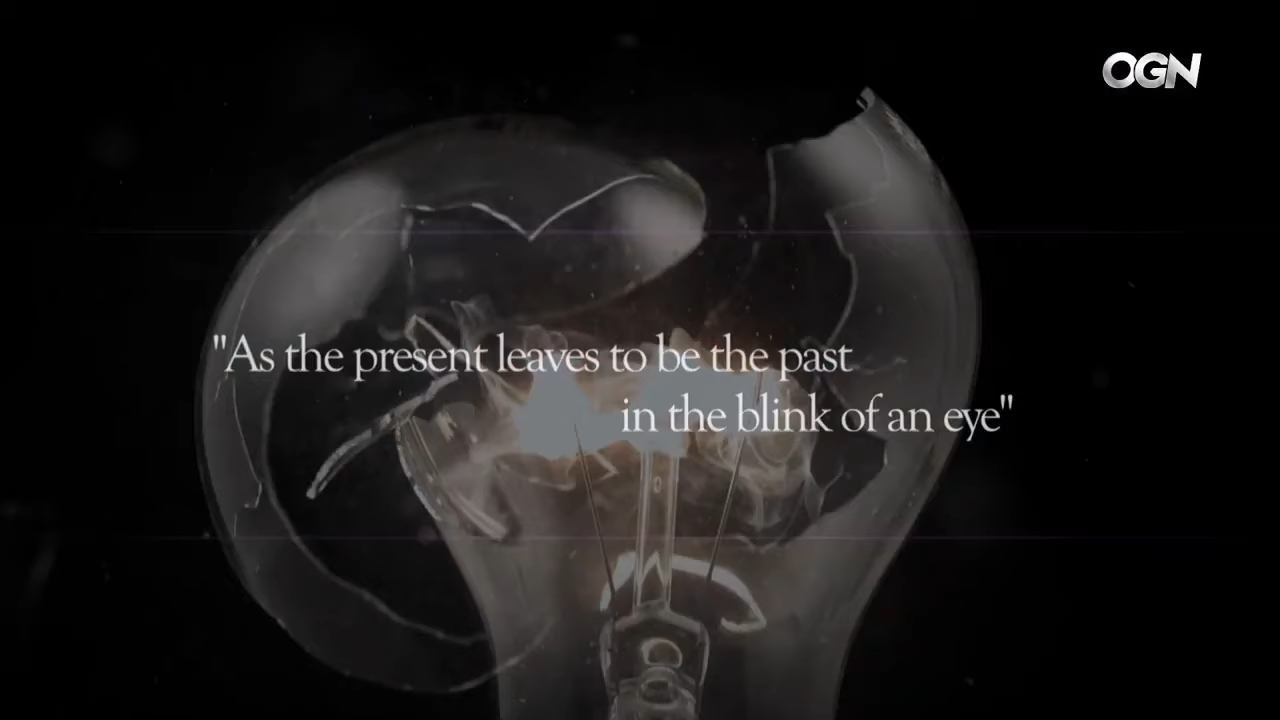 OGN
"As the present leaves to be the past
in the blink of an eye"